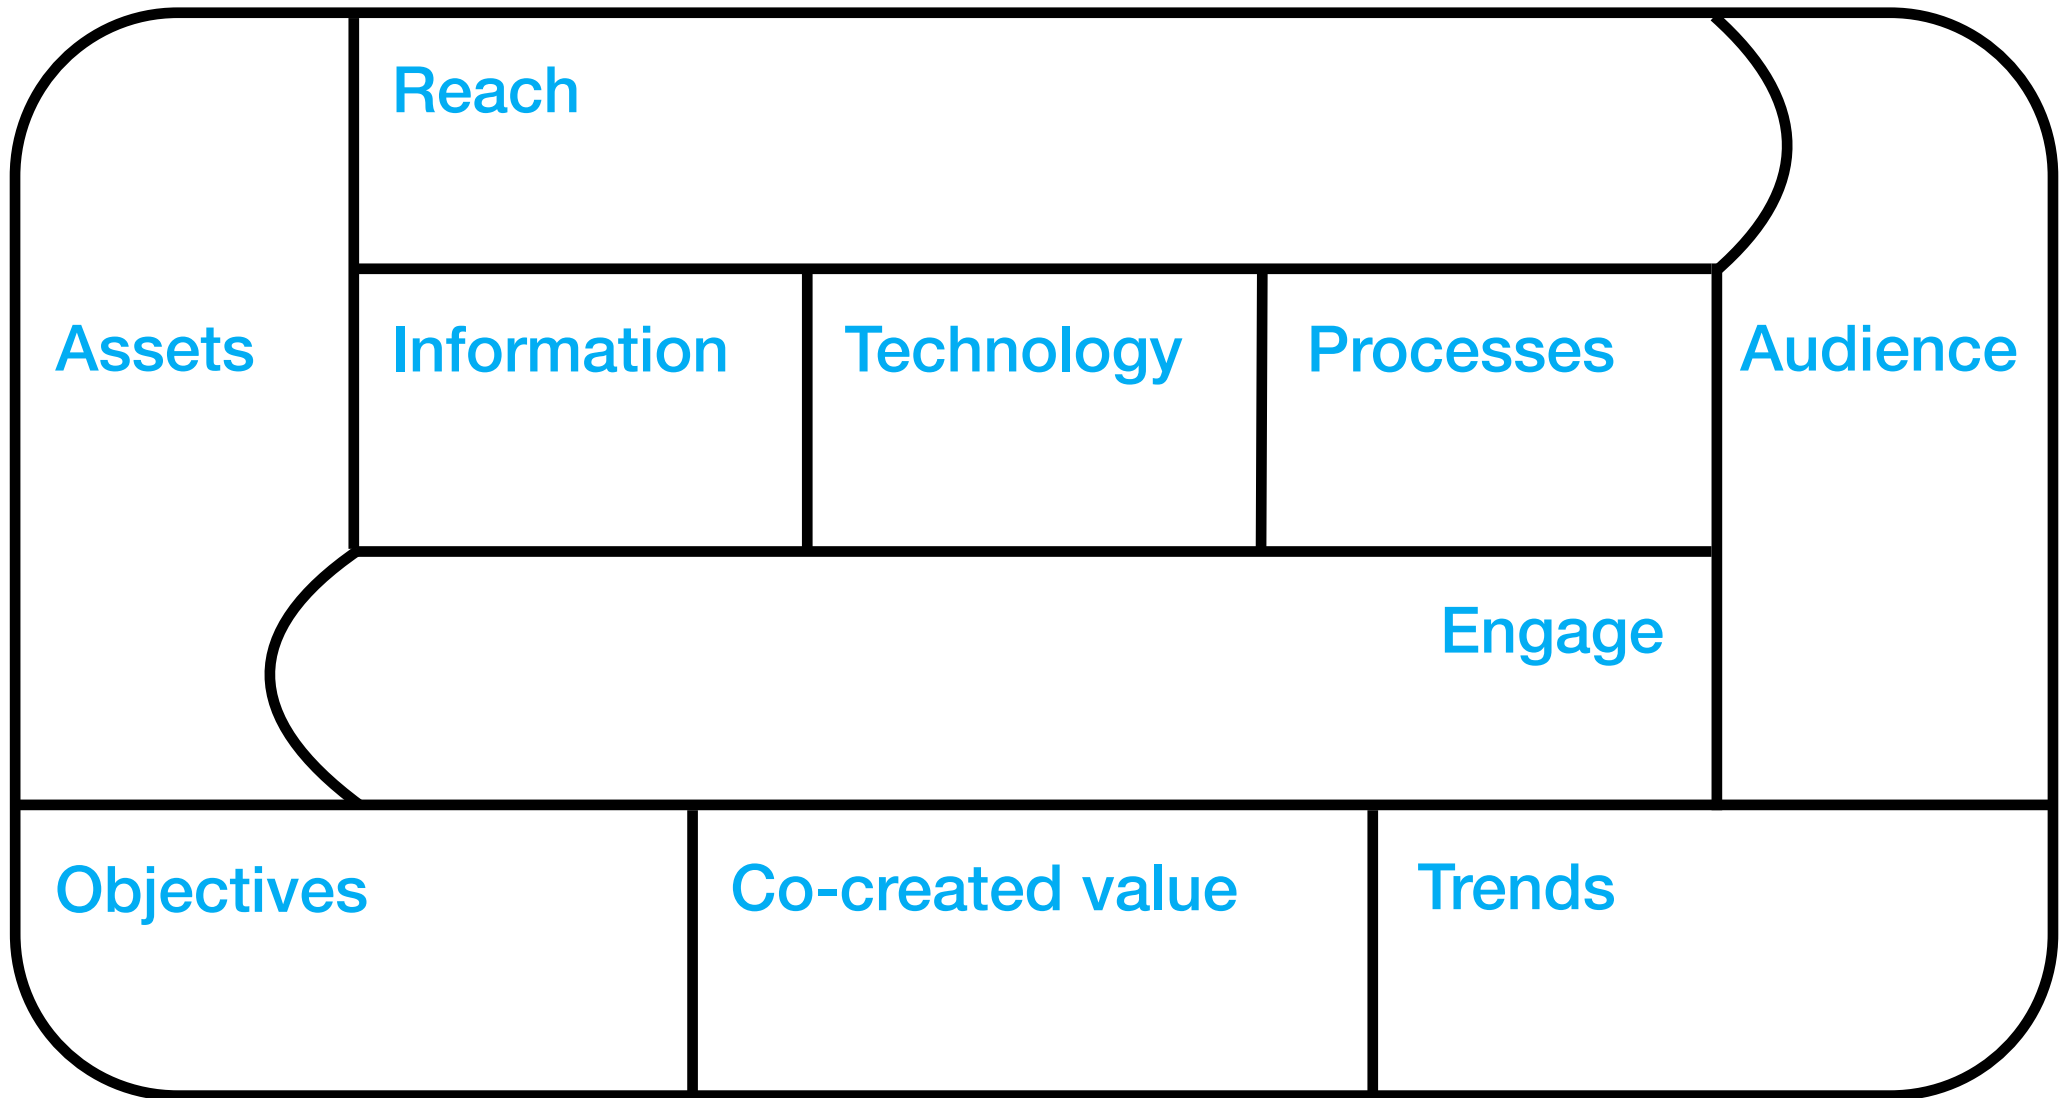 Reach
Assets
Information
Technology
Processes
Audience
Engage
Objectives
Co-created value
Trends